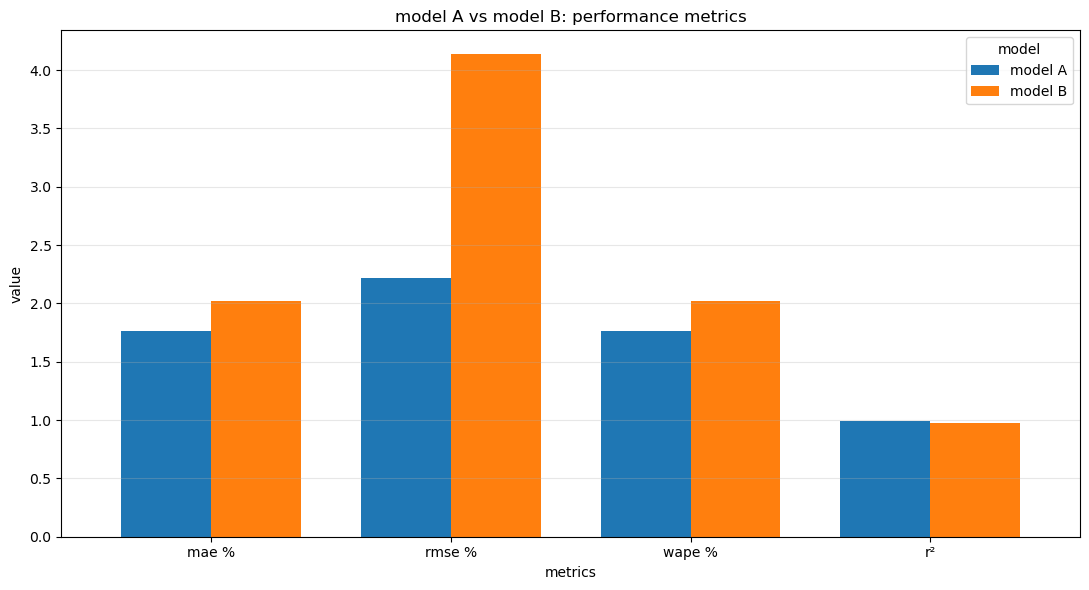 model A vs model B: performance metrics
model
model A
model B
4.0
3.5
3.0
2.5
2.0
1.5
1.0
0.5
0.0
value
mae %
rmse %
wape %
r²
metrics